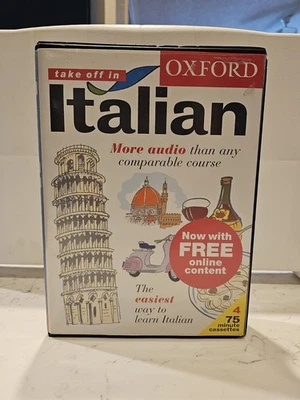 take off in
OXFORD
Italian
More audio than any
comparable course
Now with
FREE
online
content
The
easiest
way to
learn Italian
4
75
minute
cassettes